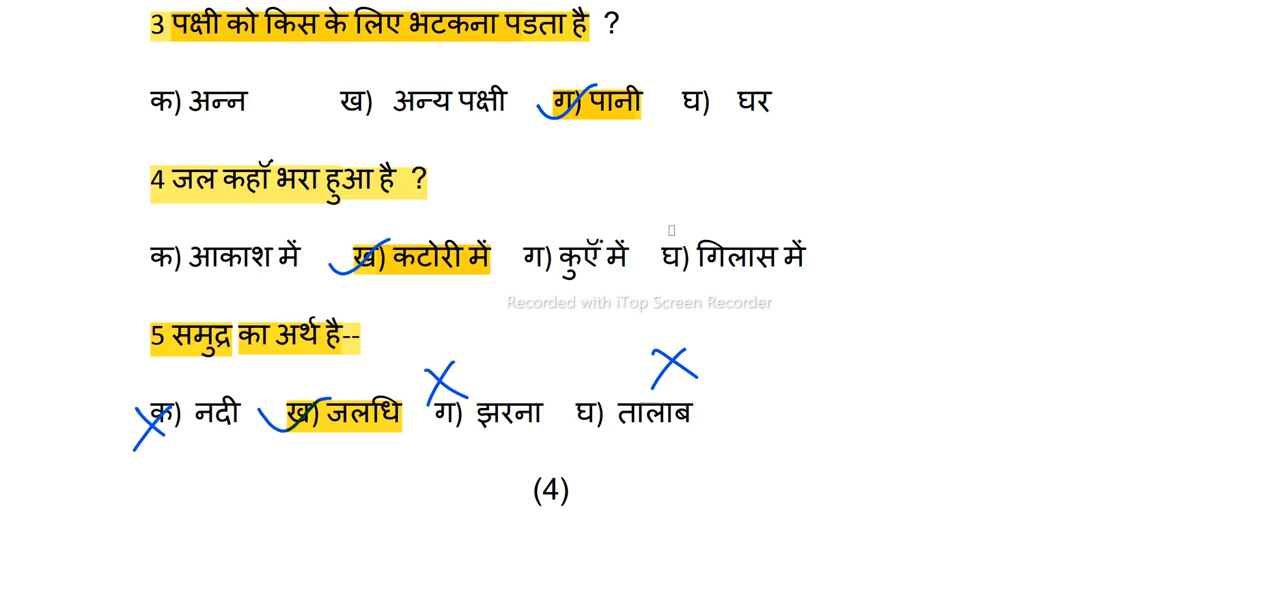 3 पक्षी को किस के लिए भटकना पडता है ?
क) अन्न ख) अन्य पक्षी ग) पानी घ) घर
4 जल कहाॅं भरा हुआ है ?
क) आकाश में ख) कटोरी में ग) कुऍं में घ) गिलास में
Recorded with iTop Screen Recorder
5 समुद्र का अर्थ है--
क) नदी ख) जलधि ग) झरना घ) तालाब
(4)